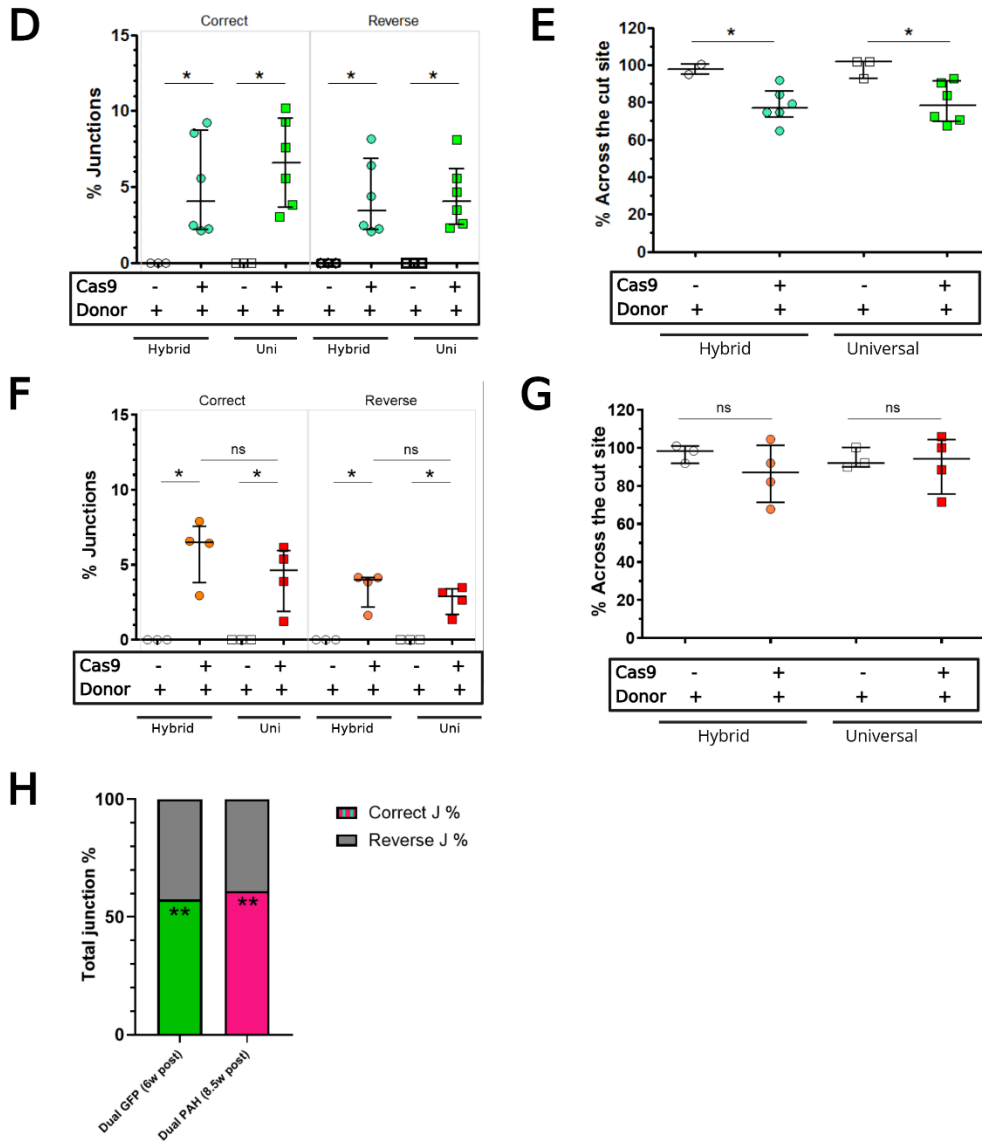 D
Correct
Reverse
% Junctions
15
10
5
0
*
*
*
*
Cas9 - + - + - + - +
Donor + + + + + + + +
Hybrid
Uni
Hybrid
Uni
E
% Across the cut site
120
100
80
60
40
20
0
*
*
Cas9 - + - +
Donor + + + +
Hybrid
Universal
F
Correct
Reverse
% Junctions
15
10
5
0
ns
ns
*
*
*
*
Cas9 - + - + - + - +
Donor + + + + + + + +
Hybrid
Uni
Hybrid
Uni
G
% Across the cut site
120
100
80
60
40
20
0
ns
ns
Cas9 - + - +
Donor + + + +
Hybrid
Universal
H
Total junction %
100
50
0
**
**
Dual GFP (6w post)
Dual PAH (8.5w post)
Correct J %
Reverse J %